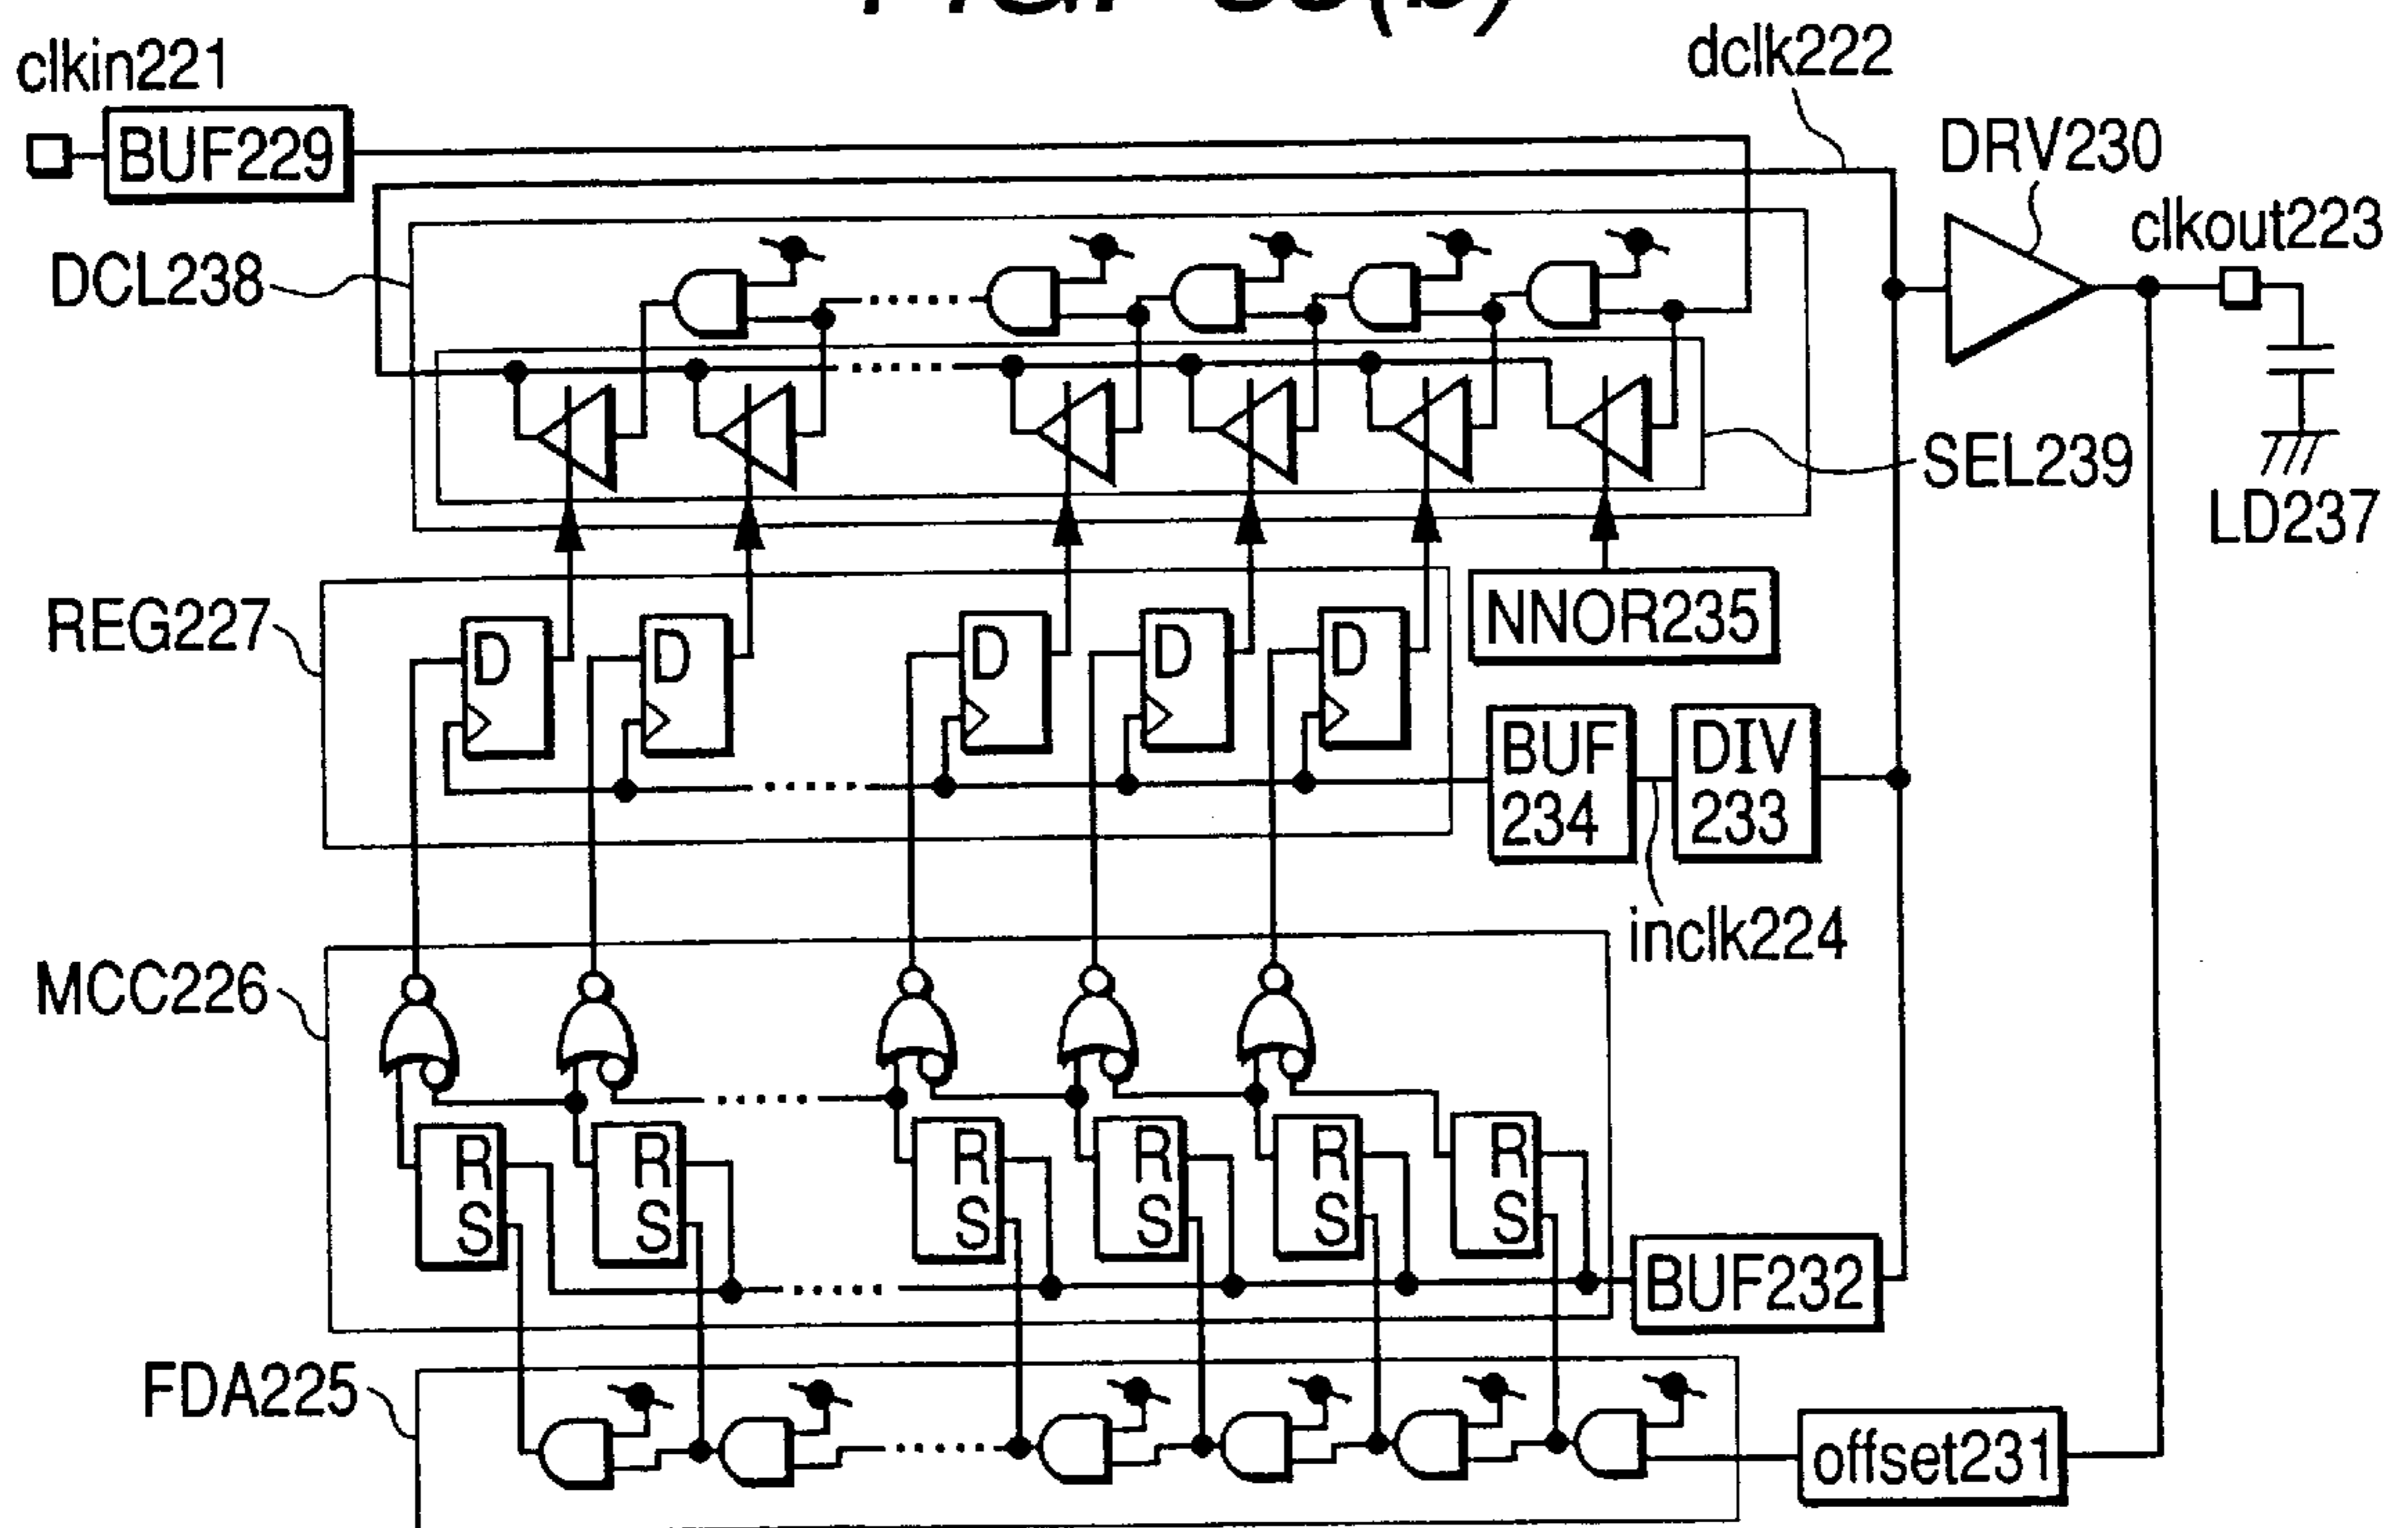 clkin221
dclk222
BUF229
DRV230
clkout223
DCL238
SEL239
LD237
REG227
D D D D D
NNOR235
BUF
234
DIV
233
inclk224
MCC226
R R R R R R
S S S S S S
BUF232
FDA225
offset231